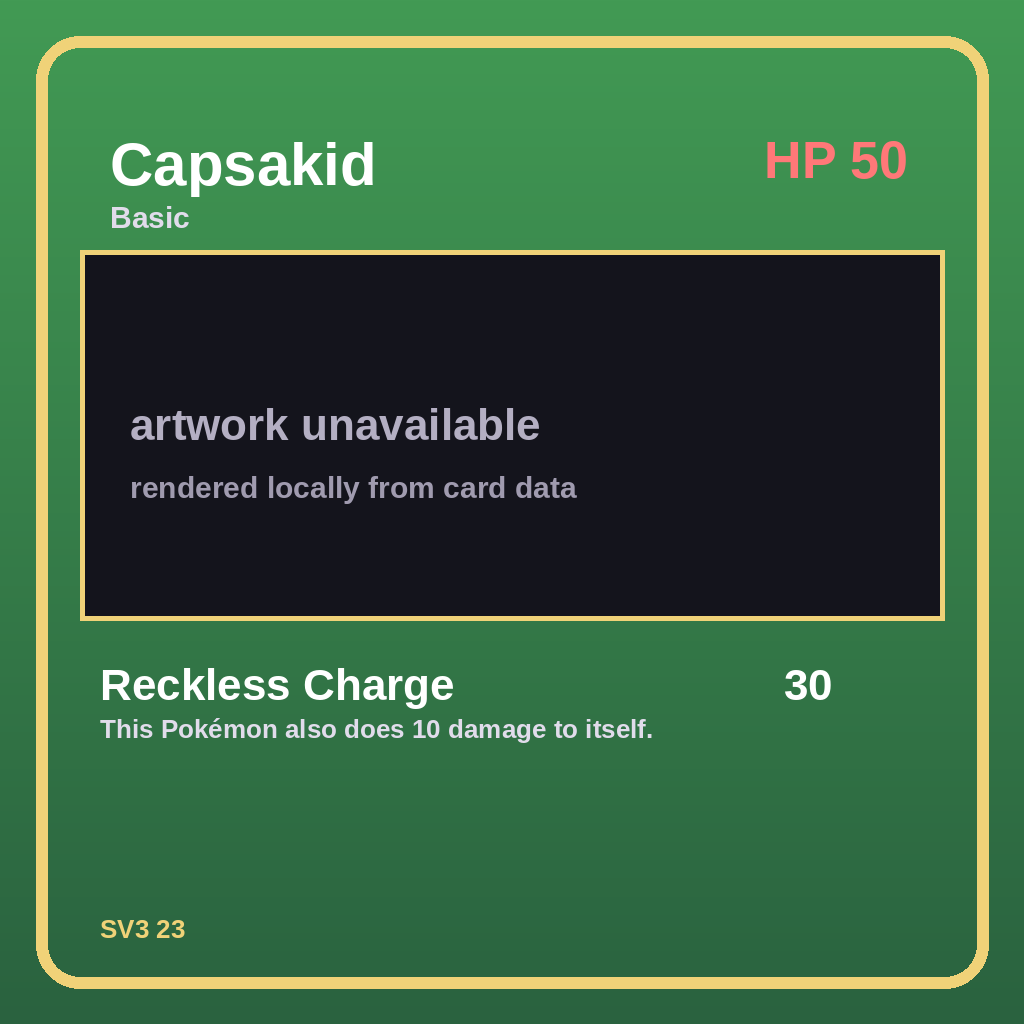 Capsakid
HP 50
Basic
artwork unavailable
rendered locally from card data
Reckless Charge
30
This Pokémon also does 10 damage to itself.
SV3 23